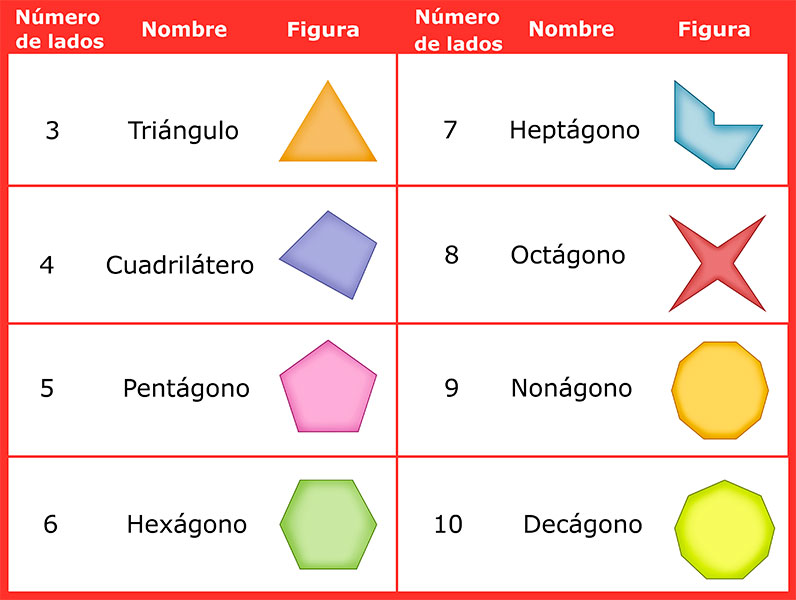 Número de lados Nombre Figura
3 Triángulo
4 Cuadrilátero
5 Pentágono
6 Hexágono
Número de lados Nombre Figura
7 Heptágono
8 Octágono
9 Nonágono
10 Decágono